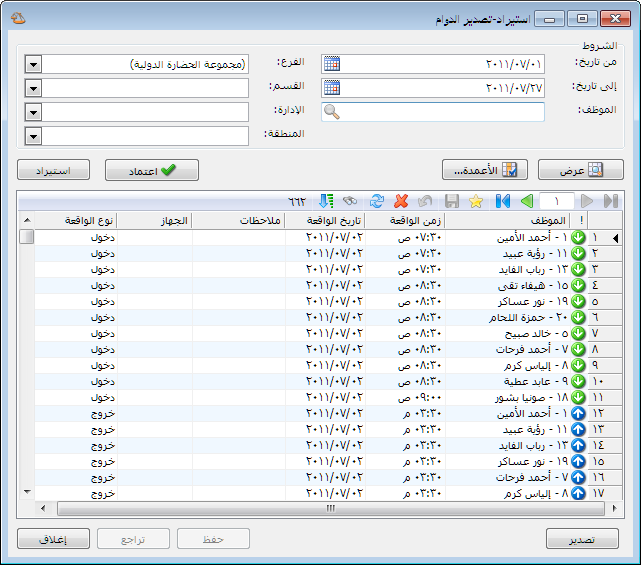 استيراد-تصدير الدوام
الشروط
من تاريخ: ٢٠١١/٠٧/٠١ الفرع: (مجموعة الحضارة الدولية)
إلى تاريخ: ٢٠١١/٠٧/٢٧ القسم:
الموظف: الإدارة:
المنطقة:
عرض الأعمدة... اعتماد استيراد
١ ٦٦٢
! الموظف زمن الواقعة تاريخ الواقعة ملاحظات الجهاز نوع الواقعة
١ ١ - أحمد الأمين ٠٧:٣٠ ص ٢٠١١/٠٧/٠٢ دخول
٢ ١١ - رؤية عبيد ٠٧:٣٠ ص ٢٠١١/٠٧/٠٢ دخول
٣ ١٣ - رباب القايد ٠٧:٣٠ ص ٢٠١١/٠٧/٠٢ دخول
٤ ١٥ - هيفاء تقى ٠٨:٣٠ ص ٢٠١١/٠٧/٠٢ دخول
٥ ١٩ - نور عساكر ٠٨:٣٠ ص ٢٠١١/٠٧/٠٢ دخول
٦ ٢٠ - حمزة اللحام ٠٨:٣٠ ص ٢٠١١/٠٧/٠٢ دخول
٧ ٥ - خالد صبيح ٠٨:٣٠ ص ٢٠١١/٠٧/٠٢ دخول
٨ ٧ - أحمد فرحات ٠٨:٣٠ ص ٢٠١١/٠٧/٠٢ دخول
٩ ٨ - إلياس كرم ٠٨:٣٠ ص ٢٠١١/٠٧/٠٢ دخول
١٠ ٩ - عابد عطية ٠٨:٣٠ ص ٢٠١١/٠٧/٠٢ دخول
١١ ١٨ - صونيا بشور ٠٩:٠٠ ص ٢٠١١/٠٧/٠٢ دخول
١٢ ١ - أحمد الأمين ٠٣:٣٠ م ٢٠١١/٠٧/٠٢ خروج
١٣ ١١ - رؤية عبيد ٠٣:٣٠ م ٢٠١١/٠٧/٠٢ خروج
١٤ ١٣ - رباب القايد ٠٣:٣٠ م ٢٠١١/٠٧/٠٢ خروج
١٥ ١٩ - نور عساكر ٠٣:٣٠ م ٢٠١١/٠٧/٠٢ خروج
١٦ ٧ - أحمد فرحات ٠٣:٣٠ م ٢٠١١/٠٧/٠٢ خروج
١٧ ٨ - إلياس كرم ٠٣:٣٠ م ٢٠١١/٠٧/٠٢ خروج
تصدير حفظ تراجع إغلاق